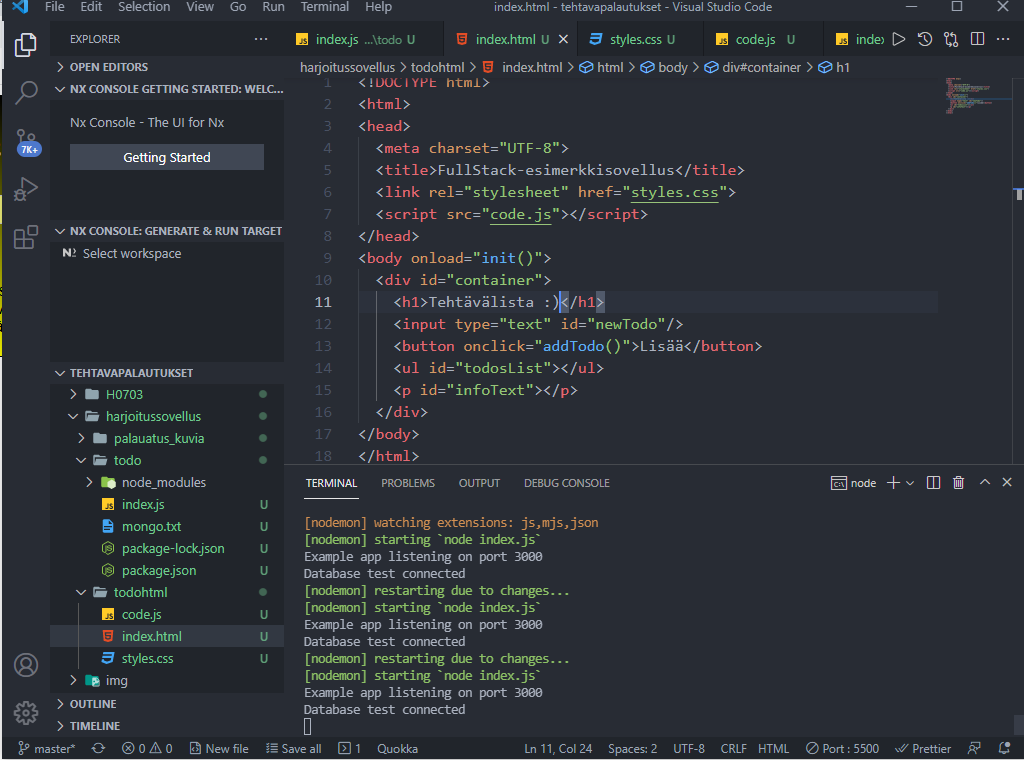 File Edit Selection View Go Run Terminal Help index.html - tehtavapalautukset - Visual Studio Code
EXPLORER ···
index.js ...\todo U
index.html U
styles.css U
code.js U
index
OPEN EDITORS
NX CONSOLE GETTING STARTED: WELC...
Nx Console - The UI for Nx
Getting Started
NX CONSOLE: GENERATE & RUN TARGET
N Select workspace
7K+
TEHTAVAPALAUTUKSET
H0703
harjoitussovellus
palauatus_kuvia
todo
node_modules
index.js U
mongo.txt U
package-lock.json U
package.json U
todohtml
code.js U
index.html U
styles.css U
img
OUTLINE
TIMELINE
harjoitussovellus > todohtml > index.html > html > body > div#container > h1
1 <!DOCTYPE html>
2 <html>
3 <head>
4 <meta charset="UTF-8">
5 <title>FullStack-esimerkkisovellus</title>
6 <link rel="stylesheet" href="styles.css">
7 <script src="code.js"></script>
8 </head>
9 <body onload="init()">
10 <div id="container">
11 <h1>Tehtävälista :)</h1>
12 <input type="text" id="newTodo"/>
13 <button onclick="addTodo()">Lisää</button>
14 <ul id="todosList"></ul>
15 <p id="infoText"></p>
16 </div>
17 </body>
18 </html>
TERMINAL PROBLEMS OUTPUT DEBUG CONSOLE node
[nodemon] watching extensions: js,mjs,json
[nodemon] starting `node index.js`
Example app listening on port 3000
Database test connected
[nodemon] restarting due to changes...
[nodemon] starting `node index.js`
Example app listening on port 3000
Database test connected
[nodemon] restarting due to changes...
[nodemon] starting `node index.js`
Example app listening on port 3000
Database test connected
master* 0 0 New file Save all 1 Quokka Ln 11, Col 24 Spaces: 2 UTF-8 CRLF HTML Port : 5500 Prettier